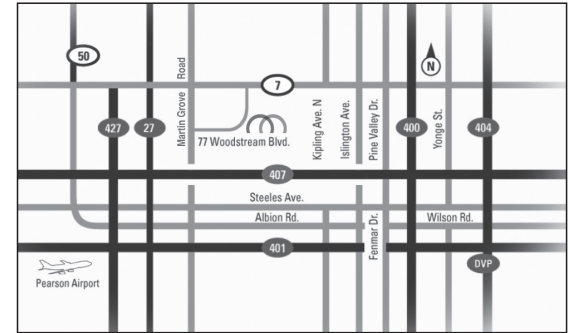 50
Road
7
N
427
27
Martin Grove
77 Woodstream Blvd.
Kipling Ave. N
Islington Ave.
Pine Valley Dr.
400
Yonge St.
404
407
Steeles Ave.
Albion Rd.
Fenmar Dr.
Wilson Rd.
401
DVP
Pearson Airport